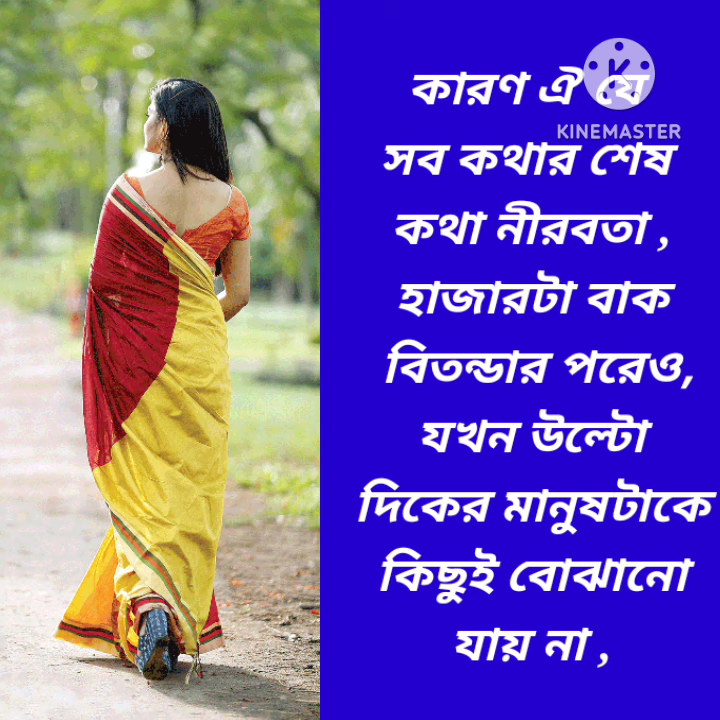 কারণ ঐ যে
KINEMASTER
সব কথার শেষ
কথা নীরবতা ,
হাজারটা বাক
বিতন্ডার পরেও,
যখন উল্টো
দিকের মানুষটাকে
কিছুই বোঝানো
যায় না ,